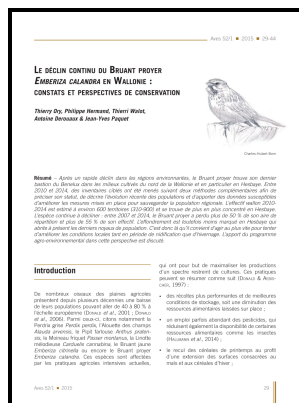 Aves 52/1 ■ 2015 ■ 29-44
LE DÉCLIN CONTINU DU BRUANT PROYER
EMBERIZA CALANDRA EN WALLONIE :
CONSTATS ET PERSPECTIVES DE CONSERVATION
Thierry Ory, Philippe Hermand, Thierri Walot,
Antoine Derouaux & Jean-Yves Paquet
Résumé – Après un rapide déclin dans les régions environnantes, le Bruant proyer trouve son dernier
bastion du Benelux dans les milieux cultivés du nord de la Wallonie et en particulier en Hesbaye. Entre
2010 et 2014, des inventaires ciblés ont été menés suivant deux méthodes complémentaires afin de
préciser son statut, de décrire l'évolution récente des populations et d'apporter des données susceptibles
d'améliorer les mesures mises en place pour sauvegarder la population régionale. L'effectif wallon 2010-
2014 est estimé à environ 600 territoires (310-900) et se trouve de plus en plus concentré en Hesbaye.
L'espèce continue à décliner : entre 2007 et 2014, le Bruant proyer a perdu plus de 50 % de son aire de
répartition et plus de 55 % de son effectif. L'effondrement est toutefois moins marqué en Hesbaye qui
abrite à présent les derniers noyaux de population. C'est donc là qu'il convient d'agir au plus vite pour tenter
d'améliorer les conditions locales tant en période de nidification que d'hivernage. L'apport du programme
agro-environnemental dans cette perspective est discuté.
Introduction
De nombreux oiseaux des plaines agricoles
présentent depuis plusieurs décennies une baisse
de leurs populations pouvant aller de 40 à 80 % à
l'échelle européenne (DONALD et al., 2001 ; DONALD
et al., 2006). Parmi ceux-ci, citons notamment la
Perdrix grise Perdix perdix, l'Alouette des champs
Alauda arvensis, le Pipit farlouse Anthus praten-
sis, le Moineau friquet Passer montanus, la Linotte
mélodieuse Carduelis cannabina, le Bruant jaune
Emberiza citrinella ou encore le Bruant proyer
Emberiza calandra. Ces espèces sont affectées
par les pratiques agricoles intensives actuelles,
qui ont pour but de maximaliser les productions
d'un spectre restreint de cultures. Ces pratiques
peuvent se résumer comme suit (DONALD &
CHER, 1997) :
• des récoltes plus performantes et de meilleures
conditions de stockage, soit une diminution des
ressources alimentaires laissées sur place ;
• un emploi parfois abondant des pesticides, qui
réduisent également la disponibilité de certaines
ressources alimentaires comme les insectes
(HALLMANN et al., 2014) ;
• le recul des céréales de printemps au profit
d'une extension des surfaces consacrées au
maïs et aux céréales d'hiver ;
Aves 52/1 ■ 2015
29